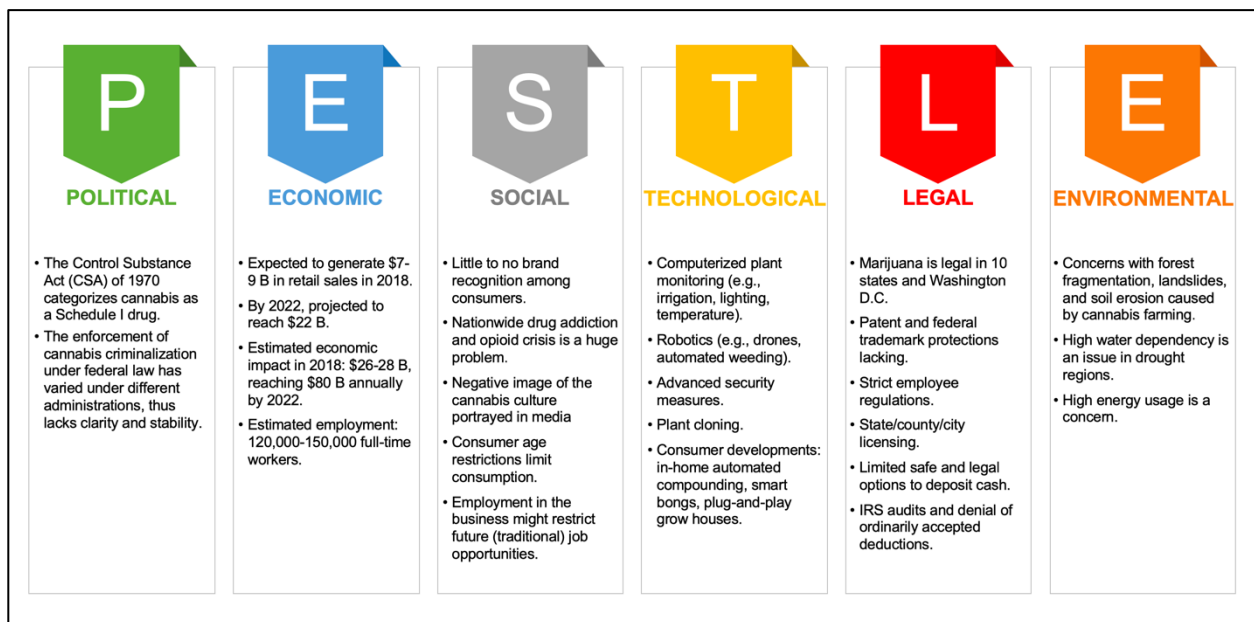 P
POLITICAL
• The Control Substance
Act (CSA) of 1970
categorizes cannabis as
a Schedule I drug.
• The enforcement of
cannabis criminalization
under federal law has
varied under different
administrations, thus
lacks clarity and stability.
E
ECONOMIC
• Expected to generate $7-
9 B in retail sales in 2018.
• By 2022, projected to
reach $22 B.
• Estimated economic
impact in 2018: $26-28 B,
reaching $80 B annually
by 2022.
• Estimated employment:
120,000-150,000 full-time
workers.
S
SOCIAL
• Little to no brand
recognition among
consumers.
• Nationwide drug addiction
and opioid crisis is a huge
problem.
• Negative image of the
cannabis culture
portrayed in media
• Consumer age
restrictions limit
consumption.
• Employment in the
business might restrict
future (traditional) job
opportunities.
T
TECHNOLOGICAL
• Computerized plant
monitoring (e.g.,
irrigation, lighting,
temperature).
• Robotics (e.g., drones,
automated weeding).
• Advanced security
measures.
• Plant cloning.
• Consumer developments:
in-home automated
compounding, smart
bongs, plug-and-play
grow houses.
L
LEGAL
• Marijuana is legal in 10
states and Washington
D.C.
• Patent and federal
trademark protections
lacking.
• Strict employee
regulations.
• State/county/city
licensing.
• Limited safe and legal
options to deposit cash.
• IRS audits and denial of
ordinarily accepted
deductions.
E
ENVIRONMENTAL
• Concerns with forest
fragmentation, landslides,
and soil erosion caused
by cannabis farming.
• High water dependency is
an issue in drought
regions.
• High energy usage is a
concern.